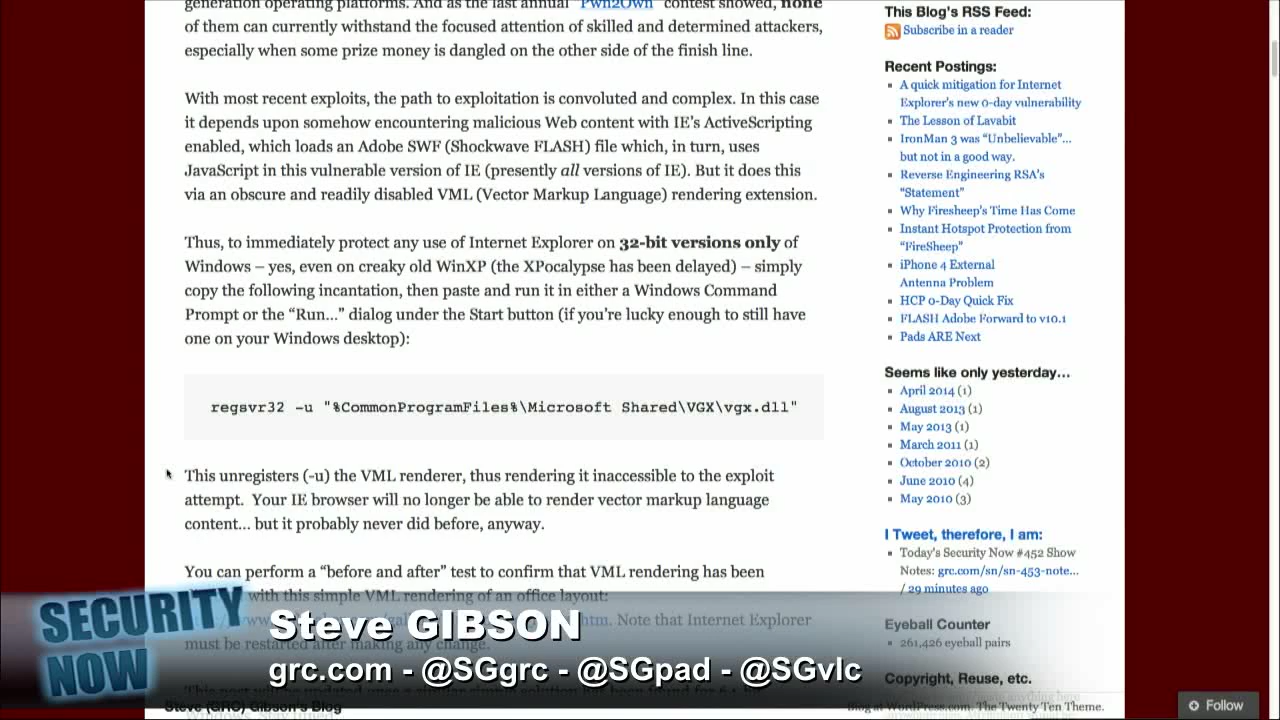 generation operating platforms. And as the last annual “Pwn2Own” contest showed, none
of them can currently withstand the focused attention of skilled and determined attackers,
especially when some prize money is dangled on the other side of the finish line.
With most recent exploits, the path to exploitation is convoluted and complex. In this case
it depends upon somehow encountering malicious Web content with IE’s ActiveScripting
enabled, which loads an Adobe SWF (Shockwave FLASH) file which, in turn, uses
JavaScript in this vulnerable version of IE (presently all versions of IE). But it does this
via an obscure and readily disabled VML (Vector Markup Language) rendering extension.
Thus, to immediately protect any use of Internet Explorer on 32-bit versions only of
Windows – yes, even on creaky old WinXP (the XPocalypse has been delayed) – simply
copy the following incantation, then paste and run it in either a Windows Command
Prompt or the “Run…” dialog under the Start button (if you’re lucky enough to still have
one on your Windows desktop):
regsvr32 -u "%CommonProgramFiles%\Microsoft Shared\VGX\vgx.dll"
This unregisters (-u) the VML renderer, thus rendering it inaccessible to the exploit
attempt. Your IE browser will no longer be able to render vector markup language
content… but it probably never did before, anyway.
You can perform a “before and after” test to confirm that VML rendering has been
with this simple VML rendering of an office layout:
htm. Note that Internet Explorer
must be restarted after making any change.
Steve (GRC) Gibson's Blog
This Blog's RSS Feed:
Subscribe in a reader
Recent Postings:
A quick mitigation for Internet
Explorer’s new 0-day vulnerability
The Lesson of Lavabit
IronMan 3 was “Unbelievable”…
but not in a good way.
Reverse Engineering RSA’s
“Statement”
Why Firesheep’s Time Has Come
Instant Hotspot Protection from
“FireSheep”
iPhone 4 External
Antenna Problem
HCP 0-Day Quick Fix
FLASH Adobe Forward to v10.1
Pads ARE Next
Seems like only yesterday…
April 2014 (1)
August 2013 (1)
May 2013 (1)
March 2011 (1)
October 2010 (2)
June 2010 (4)
May 2010 (3)
I Tweet, therefore, I am:
Today's Security Now #452 Show
Notes: grc.com/sn/sn-453-note…
/ 29 minutes ago
Eyeball Counter
261,426 eyeball pairs
Copyright, Reuse, etc.
Blog at WordPress.com. The Twenty Ten Theme.
Follow
SECURITY
NOW
Steve GIBSON
grc.com - @SGgrc - @SGpad - @SGvlc